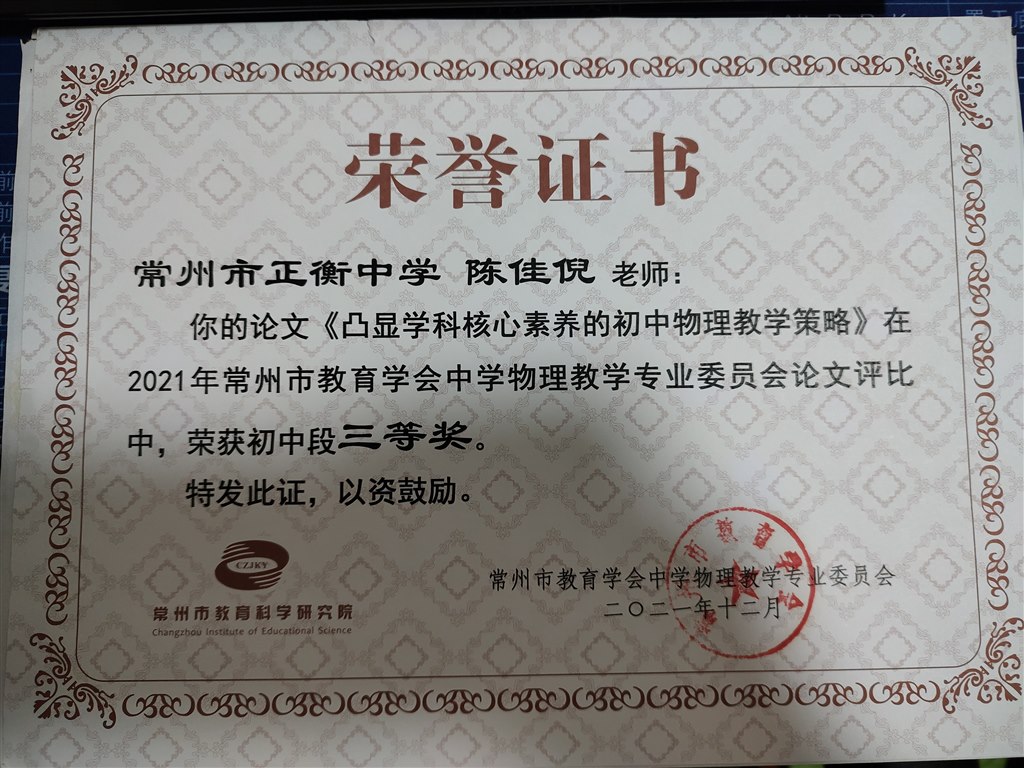 荣誉证书
常州市正衡中学 陈佳倪 老师：
你的论文《凸显学科核心素养的初中物理教学策略》在
2021年常州市教育学会中学物理教学专业委员会论文评比
中，荣获初中段三等奖。
特发此证，以资鼓励。
CZJKY
常州市教育科学研究院
Changzhou Institute of Educational Science
常州市教育学会中学物理教学专业委员会
二〇二一年十二月